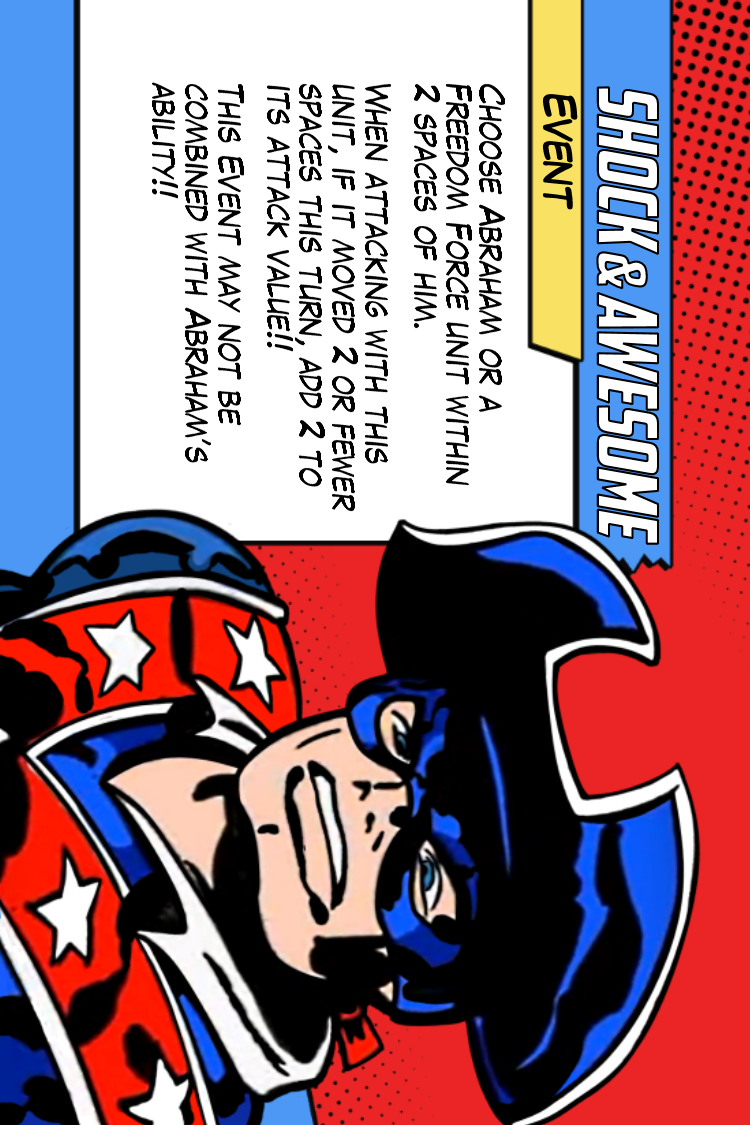 SHOCK & AWESOME
EVENT
CHOOSE ABRAHAM OR A
FREEDOM FORCE UNIT WITHIN
2 SPACES OF HIM.
WHEN ATTACKING WITH THIS
UNIT, IF IT MOVED 2 OR FEWER
SPACES THIS TURN, ADD 2 TO
ITS ATTACK VALUE!!
THIS EVENT MAY NOT BE
COMBINED WITH ABRAHAM'S
ABILITY!!